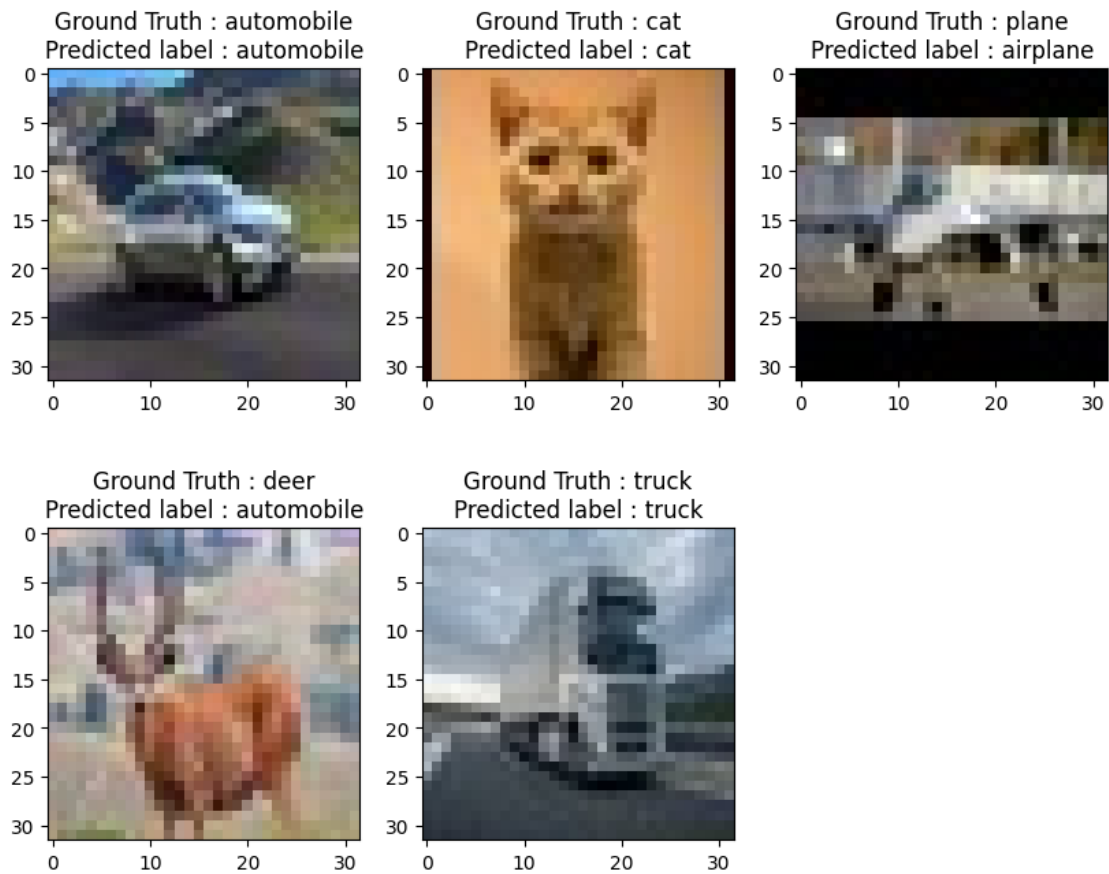 Ground Truth : automobile
Predicted label : automobile
0
5
10
15
20
25
30
0 10 20 30
Ground Truth : cat
Predicted label : cat
0
5
10
15
20
25
30
0 10 20 30
Ground Truth : plane
Predicted label : airplane
0
5
10
15
20
25
30
0 10 20 30
Ground Truth : deer
Predicted label : automobile
0
5
10
15
20
25
30
0 10 20 30
Ground Truth : truck
Predicted label : truck
0
5
10
15
20
25
30
0 10 20 30